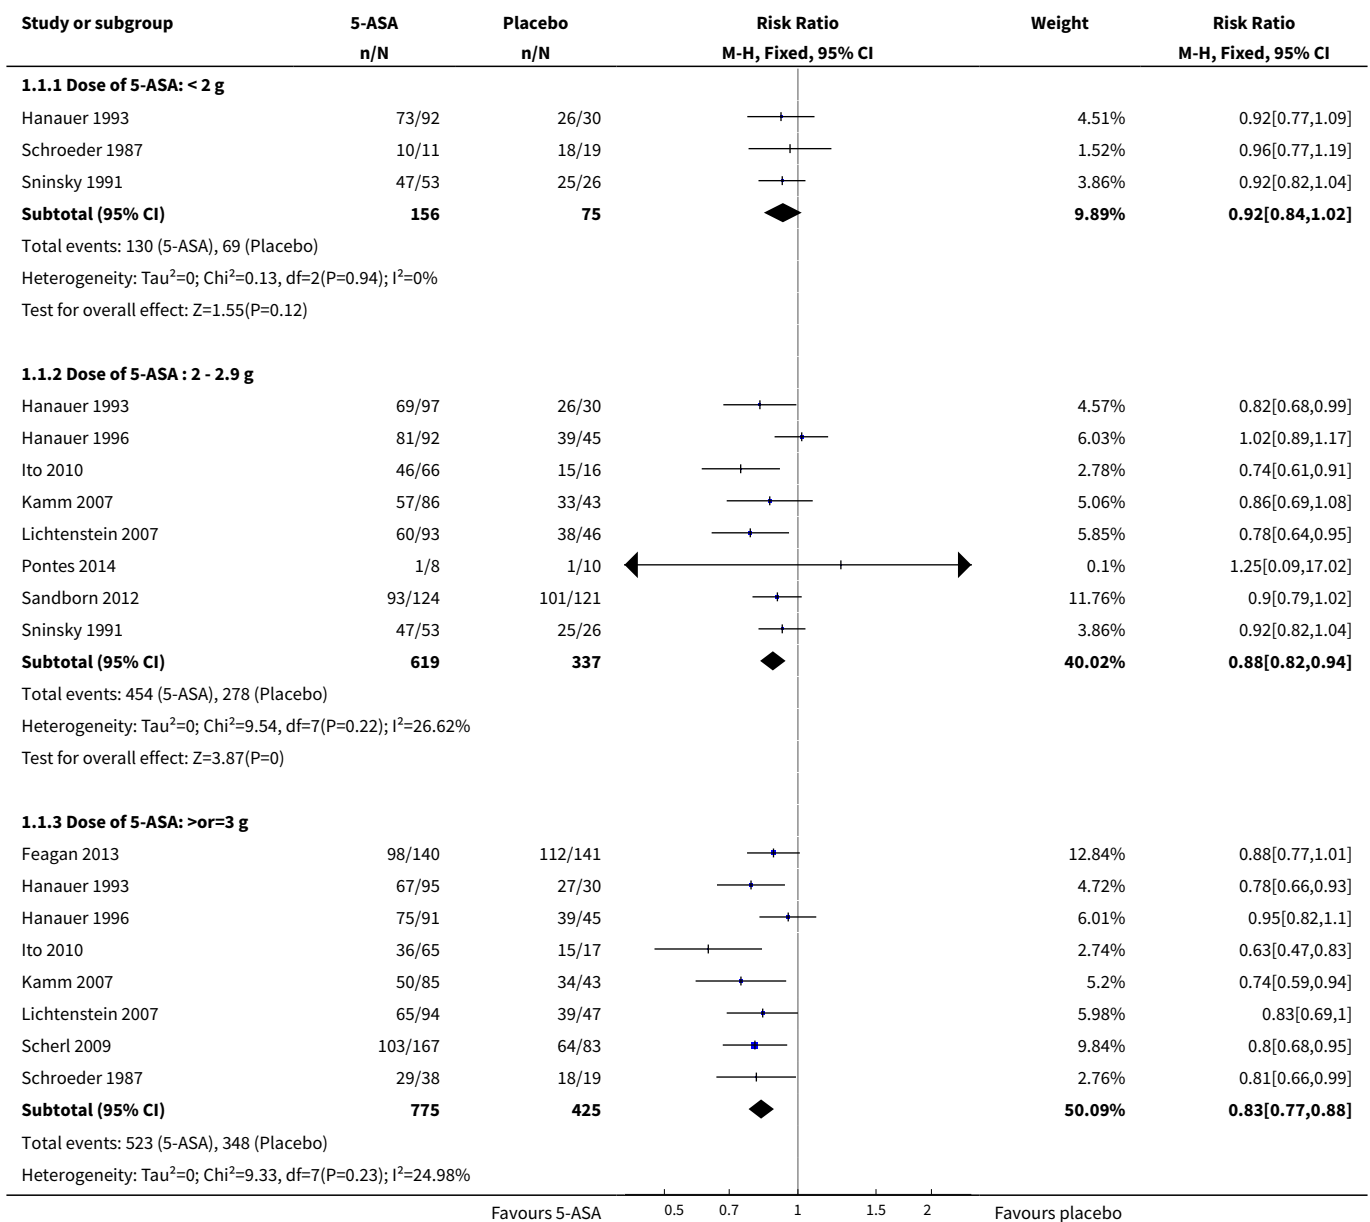 Study or subgroup 5-ASA Placebo Risk Ratio Weight Risk Ratio
n/N n/N M-H, Fixed, 95% CI M-H, Fixed, 95% CI
1.1.1 Dose of 5-ASA: < 2 g
Hanauer 1993 73/92 26/30 4.51% 0.92[0.77,1.09]
Schroeder 1987 10/11 18/19 1.52% 0.96[0.77,1.19]
Sninsky 1991 47/53 25/26 3.86% 0.92[0.82,1.04]
Subtotal (95% CI) 156 75 9.89% 0.92[0.84,1.02]
Total events: 130 (5-ASA), 69 (Placebo)
Heterogeneity: Tau²=0; Chi²=0.13, df=2(P=0.94); I²=0%
Test for overall effect: Z=1.55(P=0.12)
1.1.2 Dose of 5-ASA : 2 - 2.9 g
Hanauer 1993 69/97 26/30 4.57% 0.82[0.68,0.99]
Hanauer 1996 81/92 39/45 6.03% 1.02[0.89,1.17]
Ito 2010 46/66 15/16 2.78% 0.74[0.61,0.91]
Kamm 2007 57/86 33/43 5.06% 0.86[0.69,1.08]
Lichtenstein 2007 60/93 38/46 5.85% 0.78[0.64,0.95]
Pontes 2014 1/8 1/10 0.1% 1.25[0.09,17.02]
Sandborn 2012 93/124 101/121 11.76% 0.9[0.79,1.02]
Sninsky 1991 47/53 25/26 3.86% 0.92[0.82,1.04]
Subtotal (95% CI) 619 337 40.02% 0.88[0.82,0.94]
Total events: 454 (5-ASA), 278 (Placebo)
Heterogeneity: Tau²=0; Chi²=9.54, df=7(P=0.22); I²=26.62%
Test for overall effect: Z=3.87(P=0)
1.1.3 Dose of 5-ASA: >or=3 g
Feagan 2013 98/140 112/141 12.84% 0.88[0.77,1.01]
Hanauer 1993 67/95 27/30 4.72% 0.78[0.66,0.93]
Hanauer 1996 75/91 39/45 6.01% 0.95[0.82,1.1]
Ito 2010 36/65 15/17 2.74% 0.63[0.47,0.83]
Kamm 2007 50/85 34/43 5.2% 0.74[0.59,0.94]
Lichtenstein 2007 65/94 39/47 5.98% 0.83[0.69,1]
Scherl 2009 103/167 64/83 9.84% 0.8[0.68,0.95]
Schroeder 1987 29/38 18/19 2.76% 0.81[0.66,0.99]
Subtotal (95% CI) 775 425 50.09% 0.83[0.77,0.88]
Total events: 523 (5-ASA), 348 (Placebo)
Heterogeneity: Tau²=0; Chi²=9.33, df=7(P=0.23); I²=24.98%
Favours 5-ASA 0.5 0.7 1 1.5 2 Favours placebo